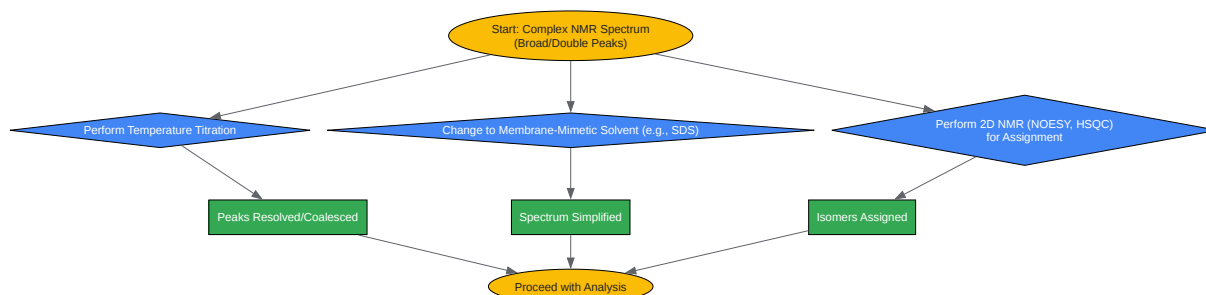 Start: Complex NMR Spectrum
(Broad/Double Peaks)
Perform Temperature Titration
Change to Membrane-Mimetic Solvent (e.g., SDS)
Perform 2D NMR (NOESY, HSQC)
for Assignment
Peaks Resolved/Coalesced
Spectrum Simplified
Isomers Assigned
Proceed with Analysis